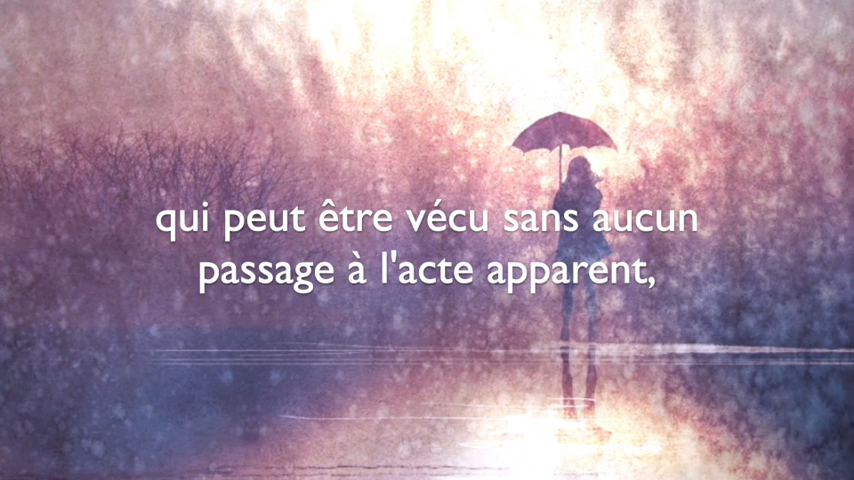 qui peut être vécu sans aucun
passage à l'acte apparent,